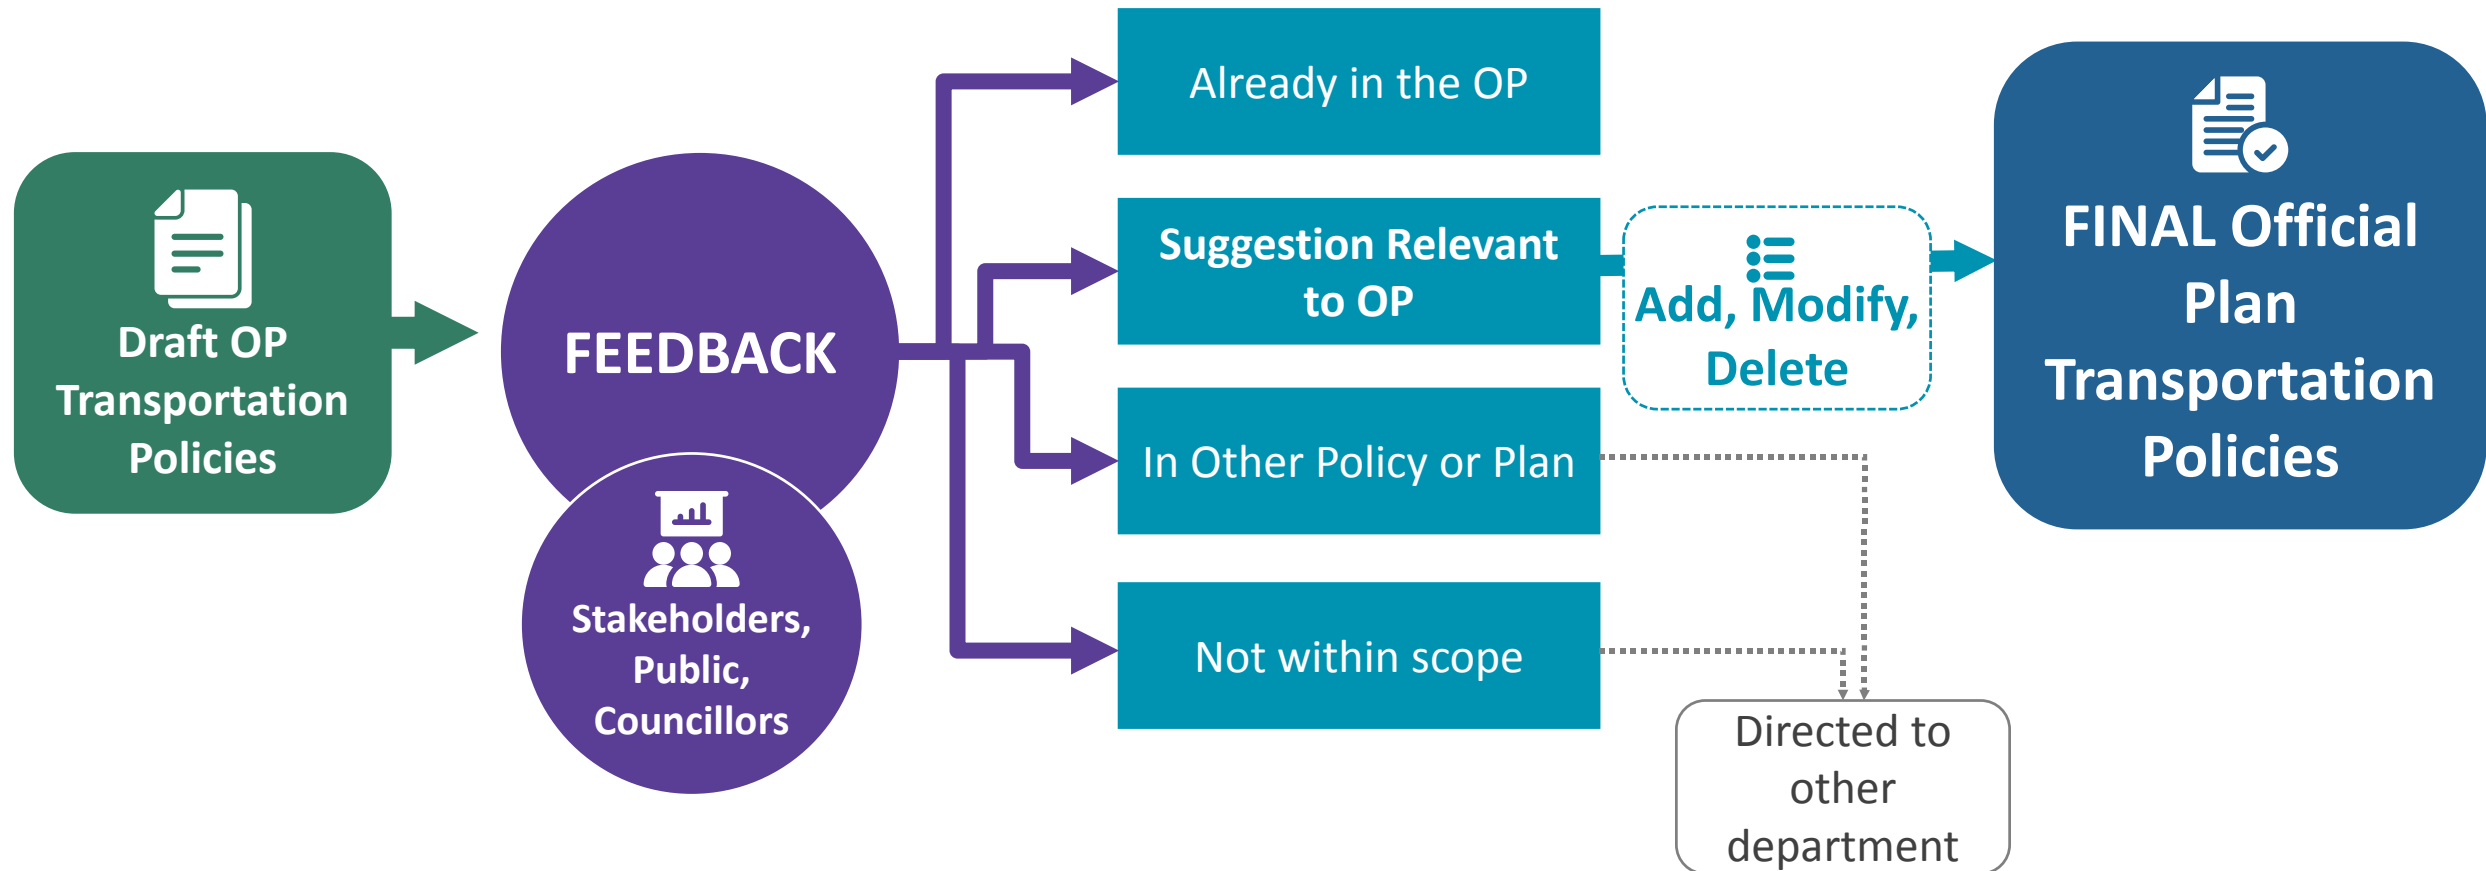 Draft OP
Transportation
Policies
FEEDBACK
Stakeholders,
Public,
Councillors
Already in the OP
Suggestion Relevant
to OP
In Other Policy or Plan
Not within scope
Add, Modify,
Delete
Directed to
other
department
FINAL Official
Plan
Transportation
Policies